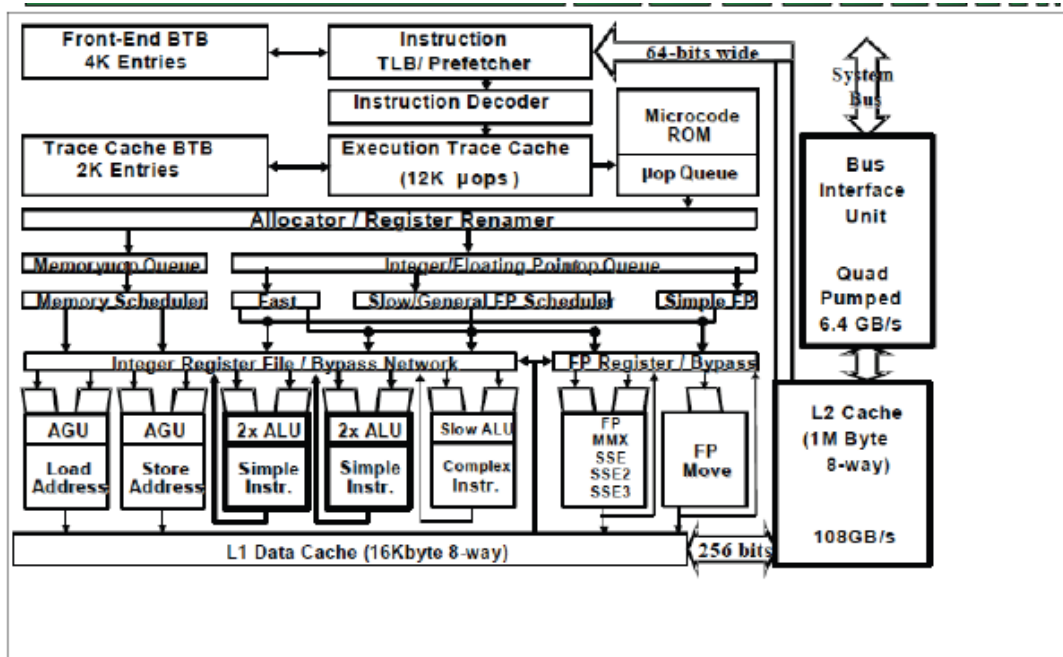 Front-End BTB
4K Entries
Instruction
TLB/ Prefetcher
64-bits wide
System
Bus
Instruction Decoder
Microcode
ROM
µop Queue
Trace Cache BTB
2K Entries
Execution Trace Cache
(12K µops)
Bus
Interface
Unit
Quad
Pumped
6.4 GB/s
Allocator / Register Renamer
Memory uop Queue
Integer/Floating Point uop Queue
Memory Scheduler
Fast
Slow/General FP Scheduler
Simple FP
Integer Register File / Bypass Network
FP Register / Bypass
AGU
Load
Address
AGU
Store
Address
2x ALU
Simple
Instr.
2x ALU
Simple
Instr.
Slow ALU
Complex
Instr.
FP
MMX
SSE
SSE2
SSE3
FP
Move
L2 Cache
(1M Byte
8-way)
108GB/s
L1 Data Cache (16Kbyte 8-way)
256 bits